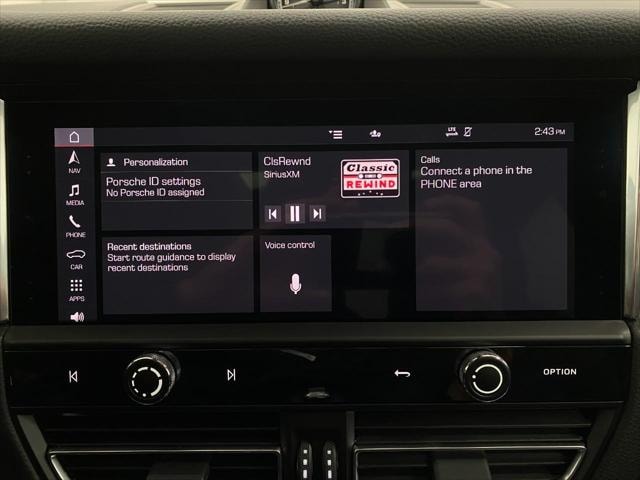 LTE
2:43 PM
NAV
MEDIA
PHONE
CAR
APPS
Personalization
Porsche ID settings
No Porsche ID assigned
ClsRewnd
SiriusXM
Classic
REWIND
Calls
Connect a phone in the
PHONE area
Recent destinations
Start route guidance to display
recent destinations
Voice control
OPTION